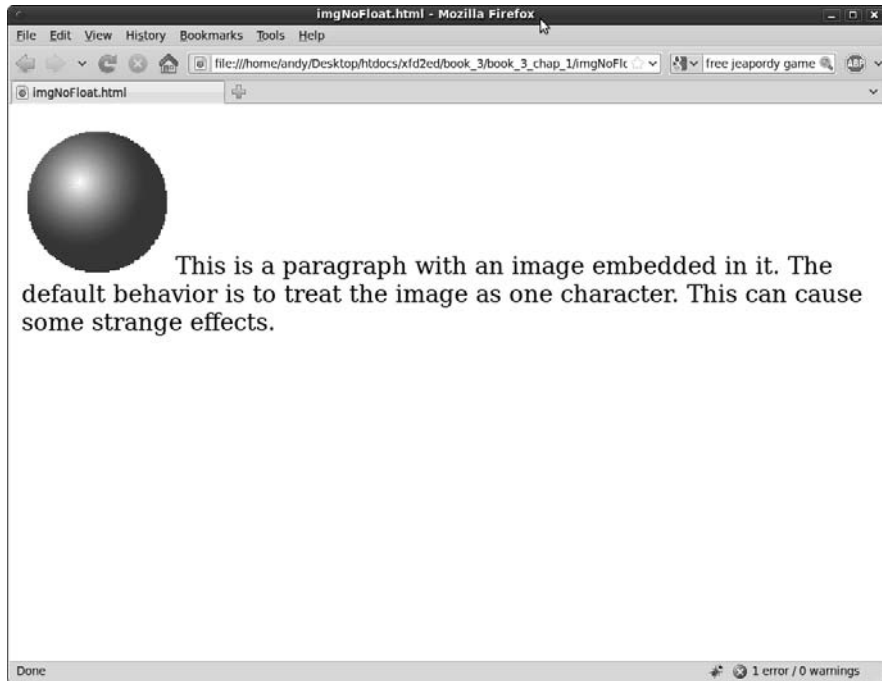 imgNoFloat.html - Mozilla Firefox
File Edit View History Bookmarks Tools Help
file:///home/andy/Desktop/htdocs/xfd2ed/book_3/book_3_chap_1/imgNoFlc
free jeapordy game
ABP
imgNoFloat.html
This is a paragraph with an image embedded in it. The
default behavior is to treat the image as one character. This can cause
some strange effects.
Done
1 error / 0 warnings